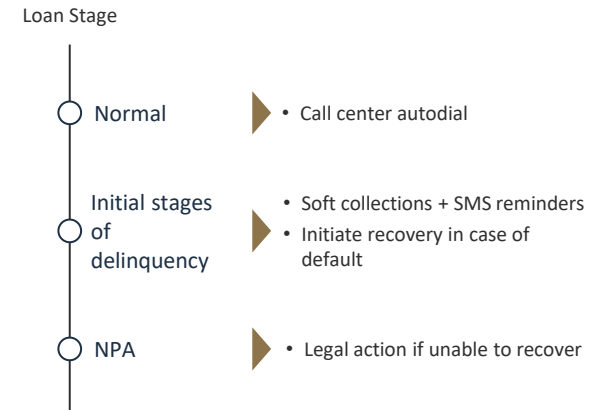 Loan Stage
Normal
• Call center autodial
Initial stages
of
delinquency
• Soft collections + SMS reminders
• Initiate recovery in case of
default
NPA
• Legal action if unable to recover